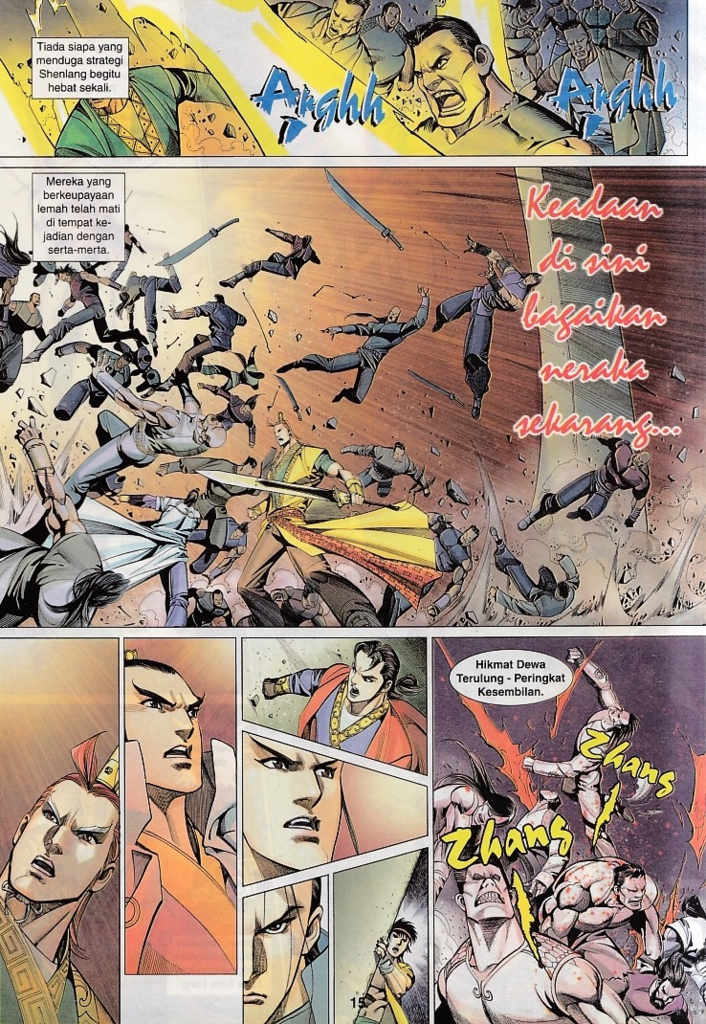 Tiada siapa yang
menduga strategi
Shenlang begitu
hebat sekali.
Arghh
!
Arghh
!
Mereka yang
berkeupayaan
lemah telah mati
di tempat ke-
jadian dengan
serta-merta.
Keadaan
di sini
bagaikan
neraka
sekarang...
Hikmat Dewa
Terulung - Peringkat
Kesembilan.
Zhang
!
Zhang
!
15